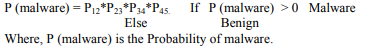 P (malware) = P12*P23*P34*P45. If P (malware) > 0 Malware
Else Benign
Where, P (malware) is the Probability of malware.